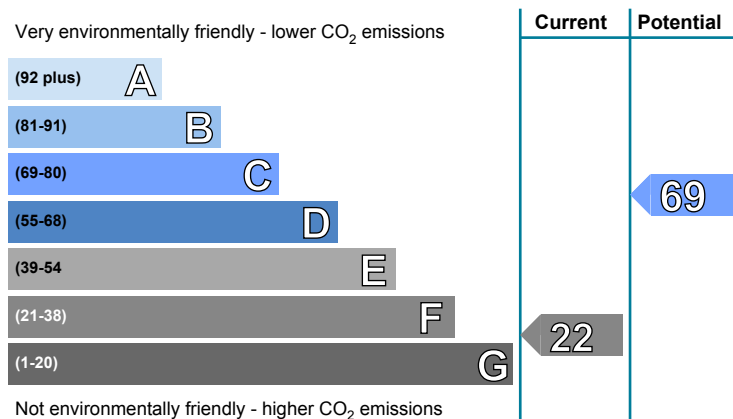 Current Potential
Very environmentally friendly - lower CO₂ emissions
(92 plus) A
(81-91) B
(69-80) C
69
(55-68) D
(39-54 E
(21-38) F
22
(1-20) G
Not environmentally friendly - higher CO₂ emissions